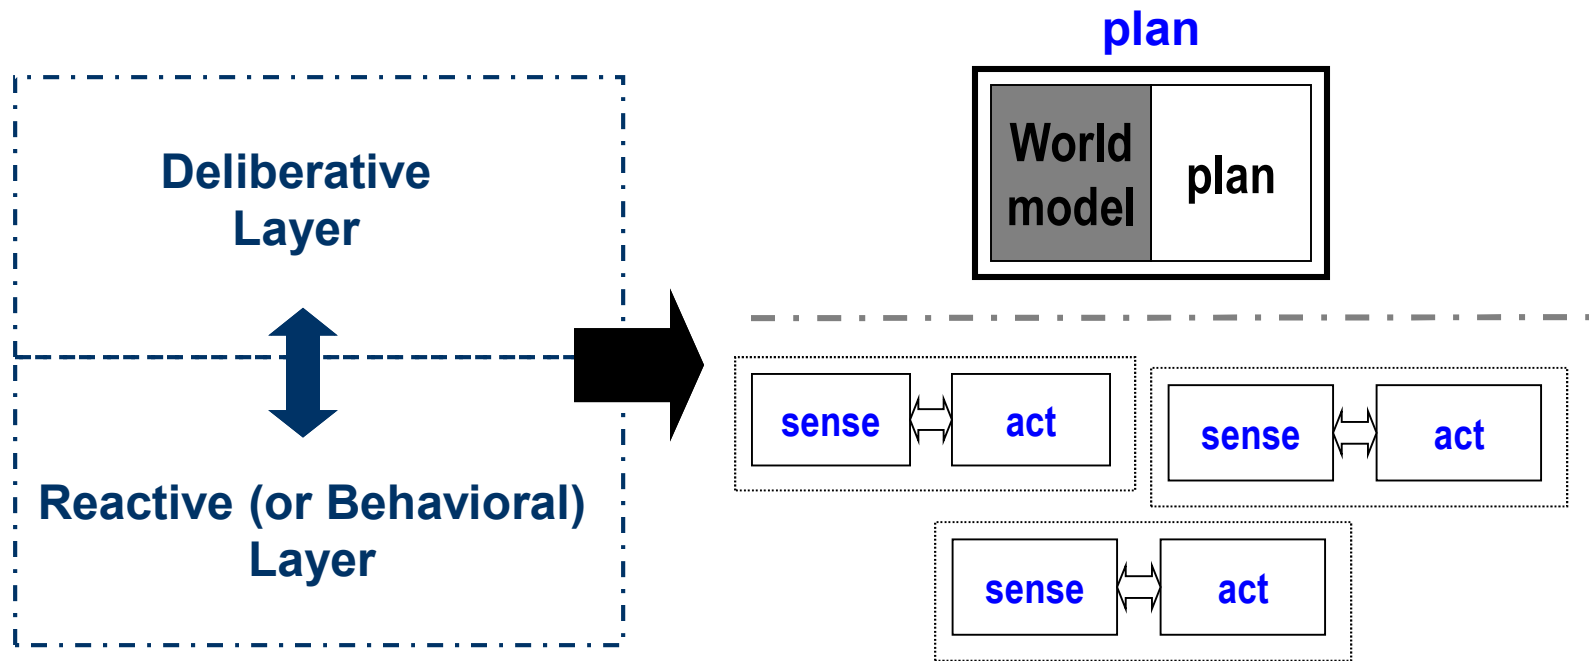 Deliberative
Layer
Reactive (or Behavioral)
Layer
plan
World
model
plan
sense
act
sense
act
sense
act